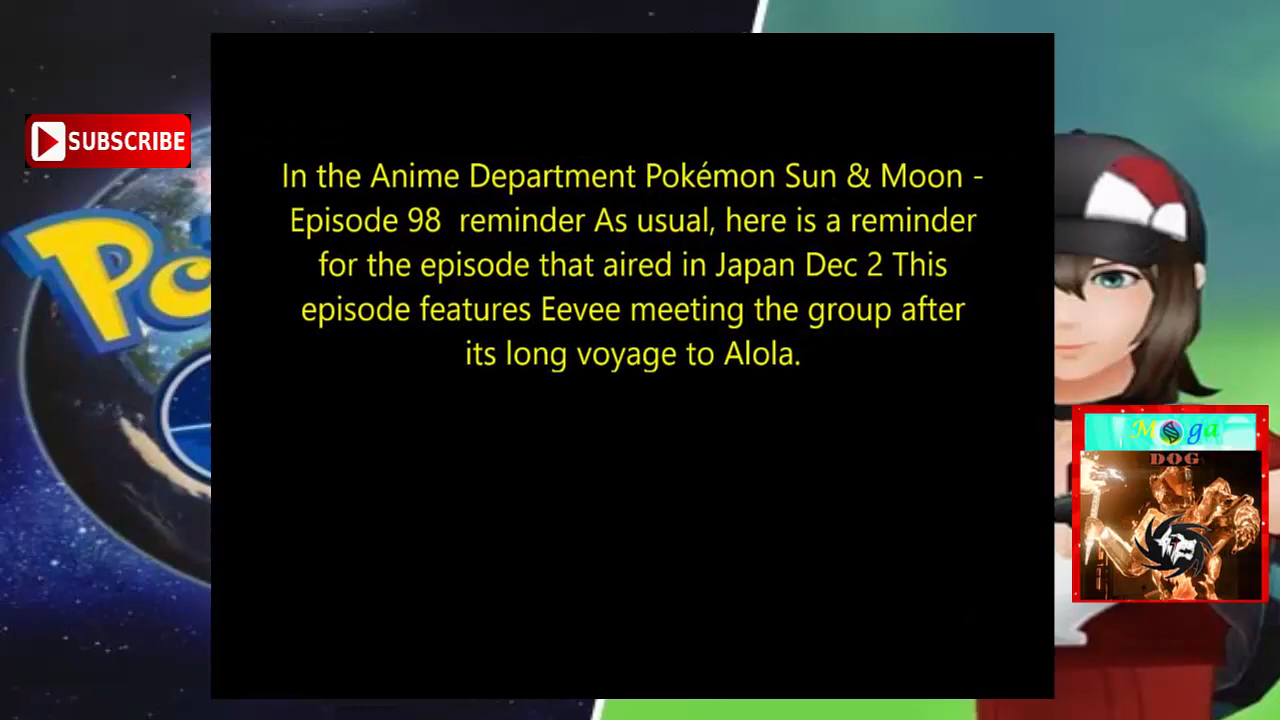 SUBSCRIBE
In the Anime Department Pokémon Sun & Moon -
Episode 98  reminder As usual, here is a reminder
for the episode that aired in Japan Dec 2 This
episode features Eevee meeting the group after
its long voyage to Alola.
Moga
DOG